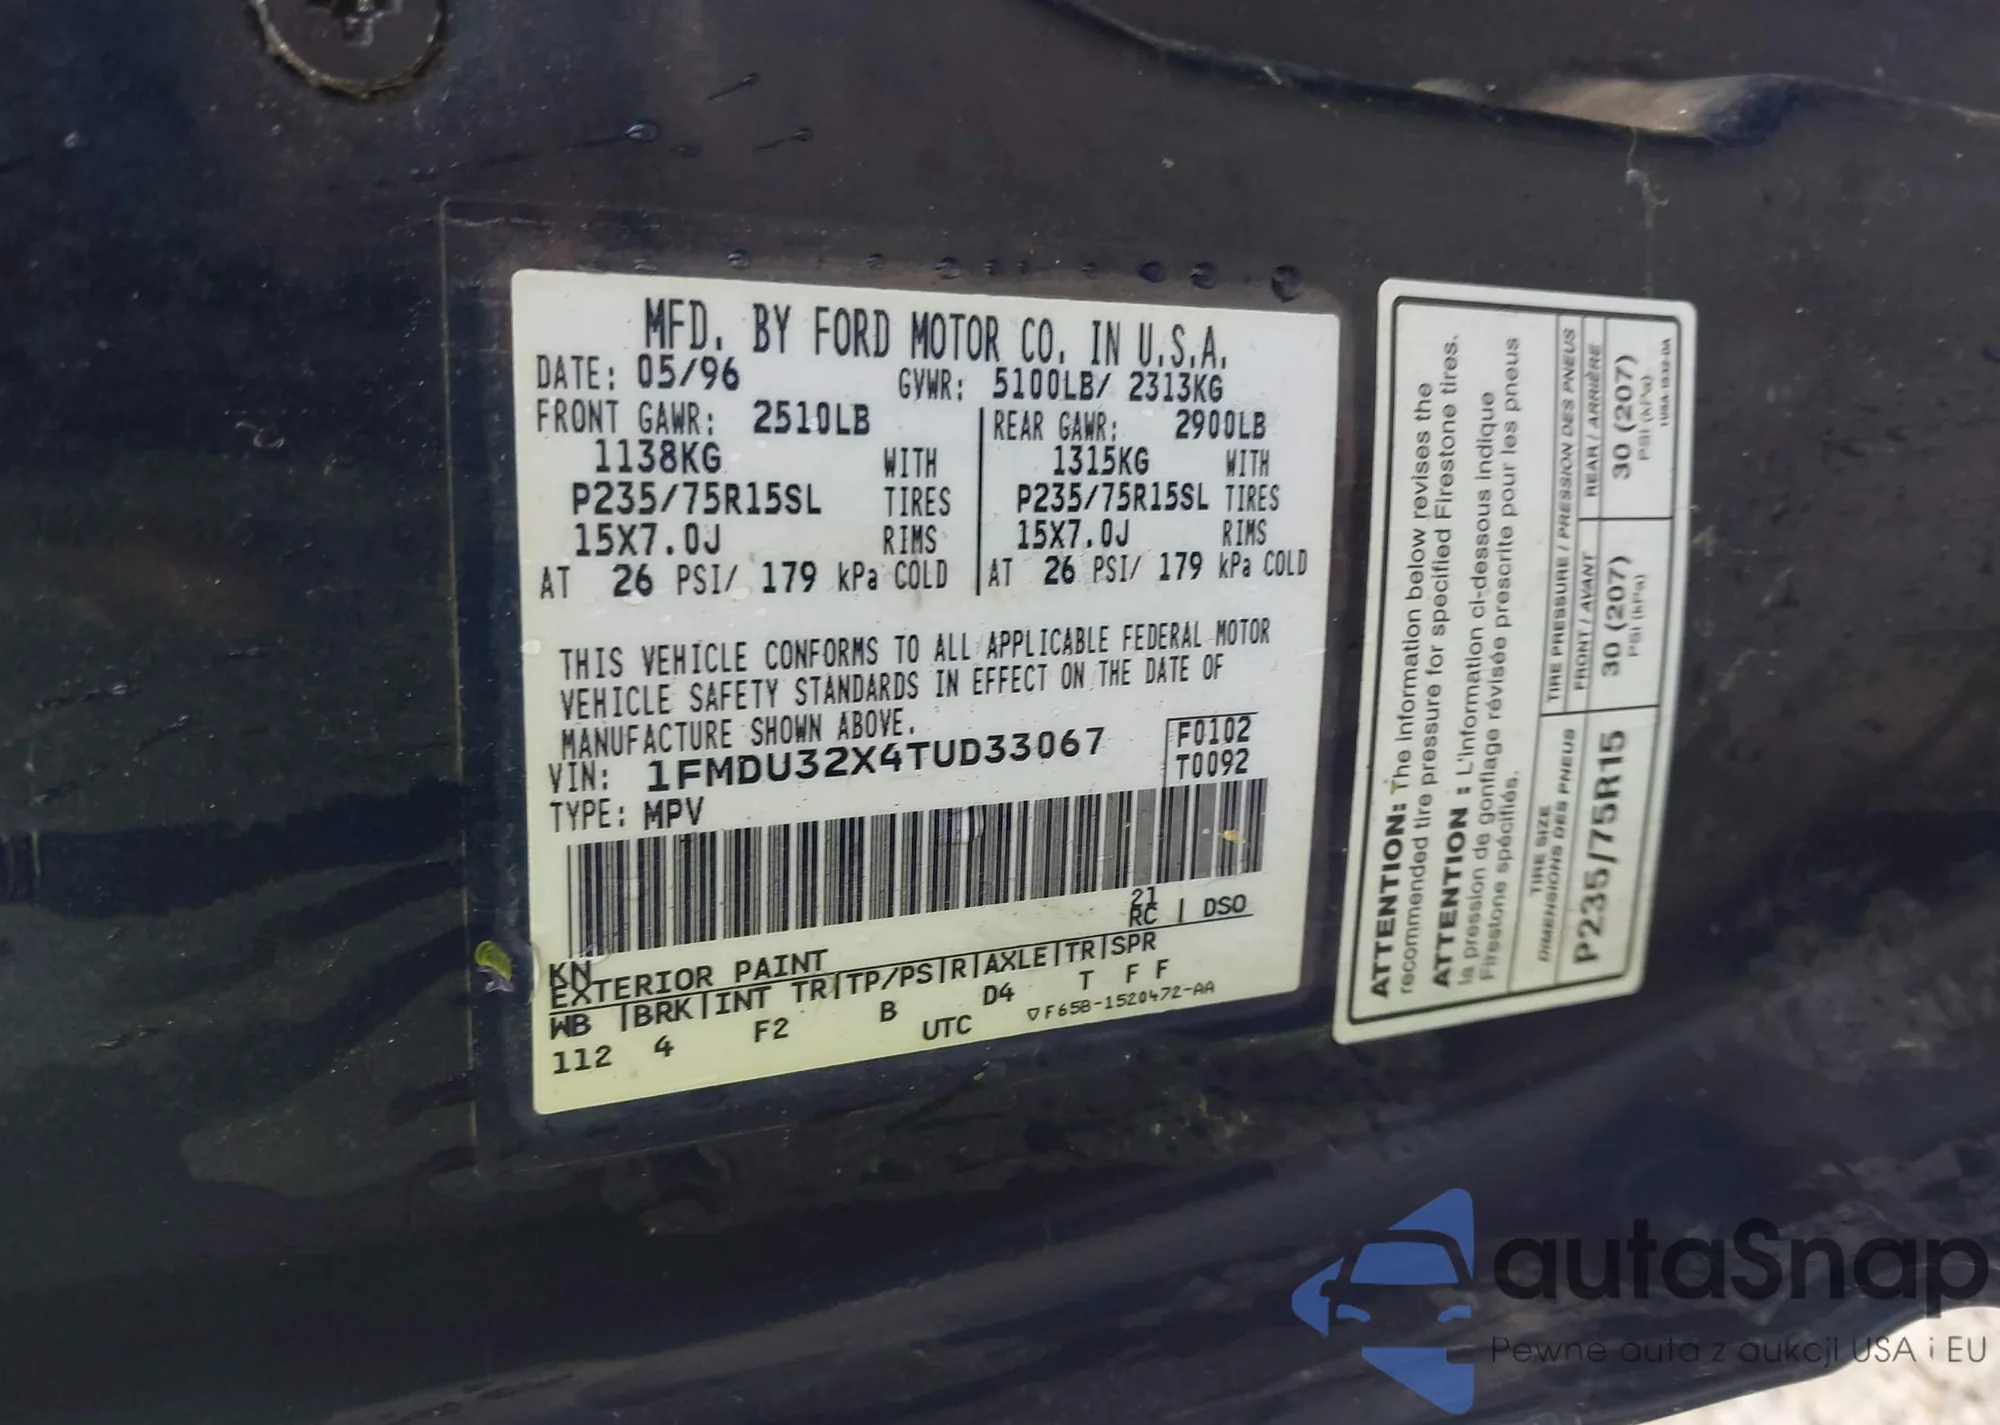 MFD. BY FORD MOTOR CO. IN U.S.A.
DATE: 05/96 GVWR: 5100LB/ 2313KG
FRONT GAWR: 2510LB REAR GAWR: 2900LB
1138KG WITH 1315KG WITH
P235/75R15SL TIRES P235/75R15SL TIRES
15X7.0J RIMS 15X7.0J RIMS
AT 26 PSI/ 179 kPa COLD AT 26 PSI/ 179 kPa COLD
THIS VEHICLE CONFORMS TO ALL APPLICABLE FEDERAL MOTOR
VEHICLE SAFETY STANDARDS IN EFFECT ON THE DATE OF
MANUFACTURE SHOWN ABOVE.
VIN: 1FMDU32X4TUD33067
F0102
T0092
TYPE: MPV
21
KN RC DSO
EXTERIOR PAINT
WB BRK INT TR TP/PS R AXLE TR SPR
112 4 F2 B D4 T F F
UTC ▽F65B-1520472-AA
ATTENTION: The information below revises the
recommended tire pressure for specified Firestone tires.
ATTENTION : L'information ci-dessous indique
la pression de gonflage révisée prescrite pour les pneus
Firestone spécifiés.
TIRE SIZE
DIMENSIONS DES PNEUS
P235/75R15
TIRE PRESSURE / PRESSION DES PNEUS
FRONT / AVANT
30 (207)
PSI (kPa)
REAR / ARRIÈRE
30 (207)
PSI (kPa)
autaSnap
Pewne auta z aukcji USA i EU